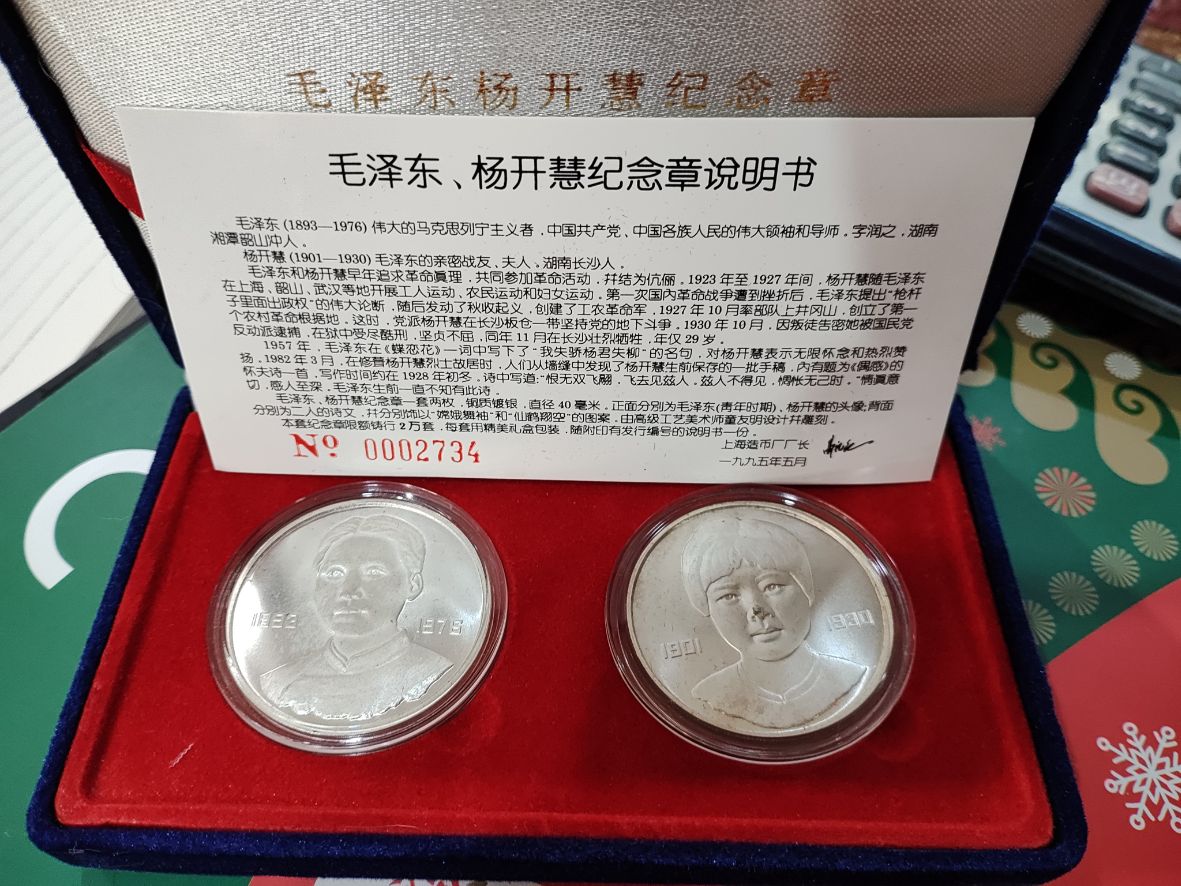 毛泽东杨开慧纪念章
毛泽东、杨开慧纪念章说明书
毛泽东(1893—1976)伟大的马克思列宁主义者,中国共产党、中国各族人民的伟大领袖和导师。字润之,湖南
湘潭韶山冲人。
杨开慧(1901—1930)毛泽东的亲密战友、夫人。湖南长沙人。
毛泽东和杨开慧早年追求革命真理,共同参加革命活动,并结为伉俪。1923年至1927年间,杨开慧随毛泽东
在上海、韶山、武汉等地开展工人运动、农民运动和妇女运动。第一次国内革命战争遭到挫折后,毛泽东提出“枪杆
子里面出政权”的伟大论断,随后发动了秋收起义,创建了工农革命军,1927年10月率部队上井冈山,创立了第一
个农村革命根据地。这时,党派杨开慧在长沙板仓一带坚持党的地下斗争。1930年10月,因叛徒告密她被国民党
反动派逮捕,在狱中受尽酷刑,坚贞不屈,同年11月在长沙壮烈牺牲,年仅29岁。
1957年,毛泽东在《蝶恋花》一词中写下了“我失骄杨君失柳”的名句,对杨开慧表示无限怀念和热烈赞
扬。1982年3月,在修葺杨开慧烈士故居时,人们从墙缝中发现了杨开慧生前保存的一批手稿,内有题为《偶感》的
怀夫诗一首,写作时间约在1928年初冬。诗中写道:“恨无双飞翮,飞去见兹人。兹人不得见,惆怅无已时。”情真意
切,感人至深。毛泽东生前一直不知有此诗。
毛泽东、杨开慧纪念章一套两枚,铜质镀银,直径40毫米。正面分别为毛泽东(青年时期)、杨开慧的头像;背面
分别为二人的诗文,并分别饰以“嫦娥舞袖”和“仙鹤翱空”的图案。由高级工艺美术师童友明设计并雕刻。
本套纪念章限额铸行2万套,每套用精美礼盒包装,随附印有发行编号的说明书一份。
上海造币厂厂长
Nº 0002734
一九九五年五月
1893 1976
1901 1930